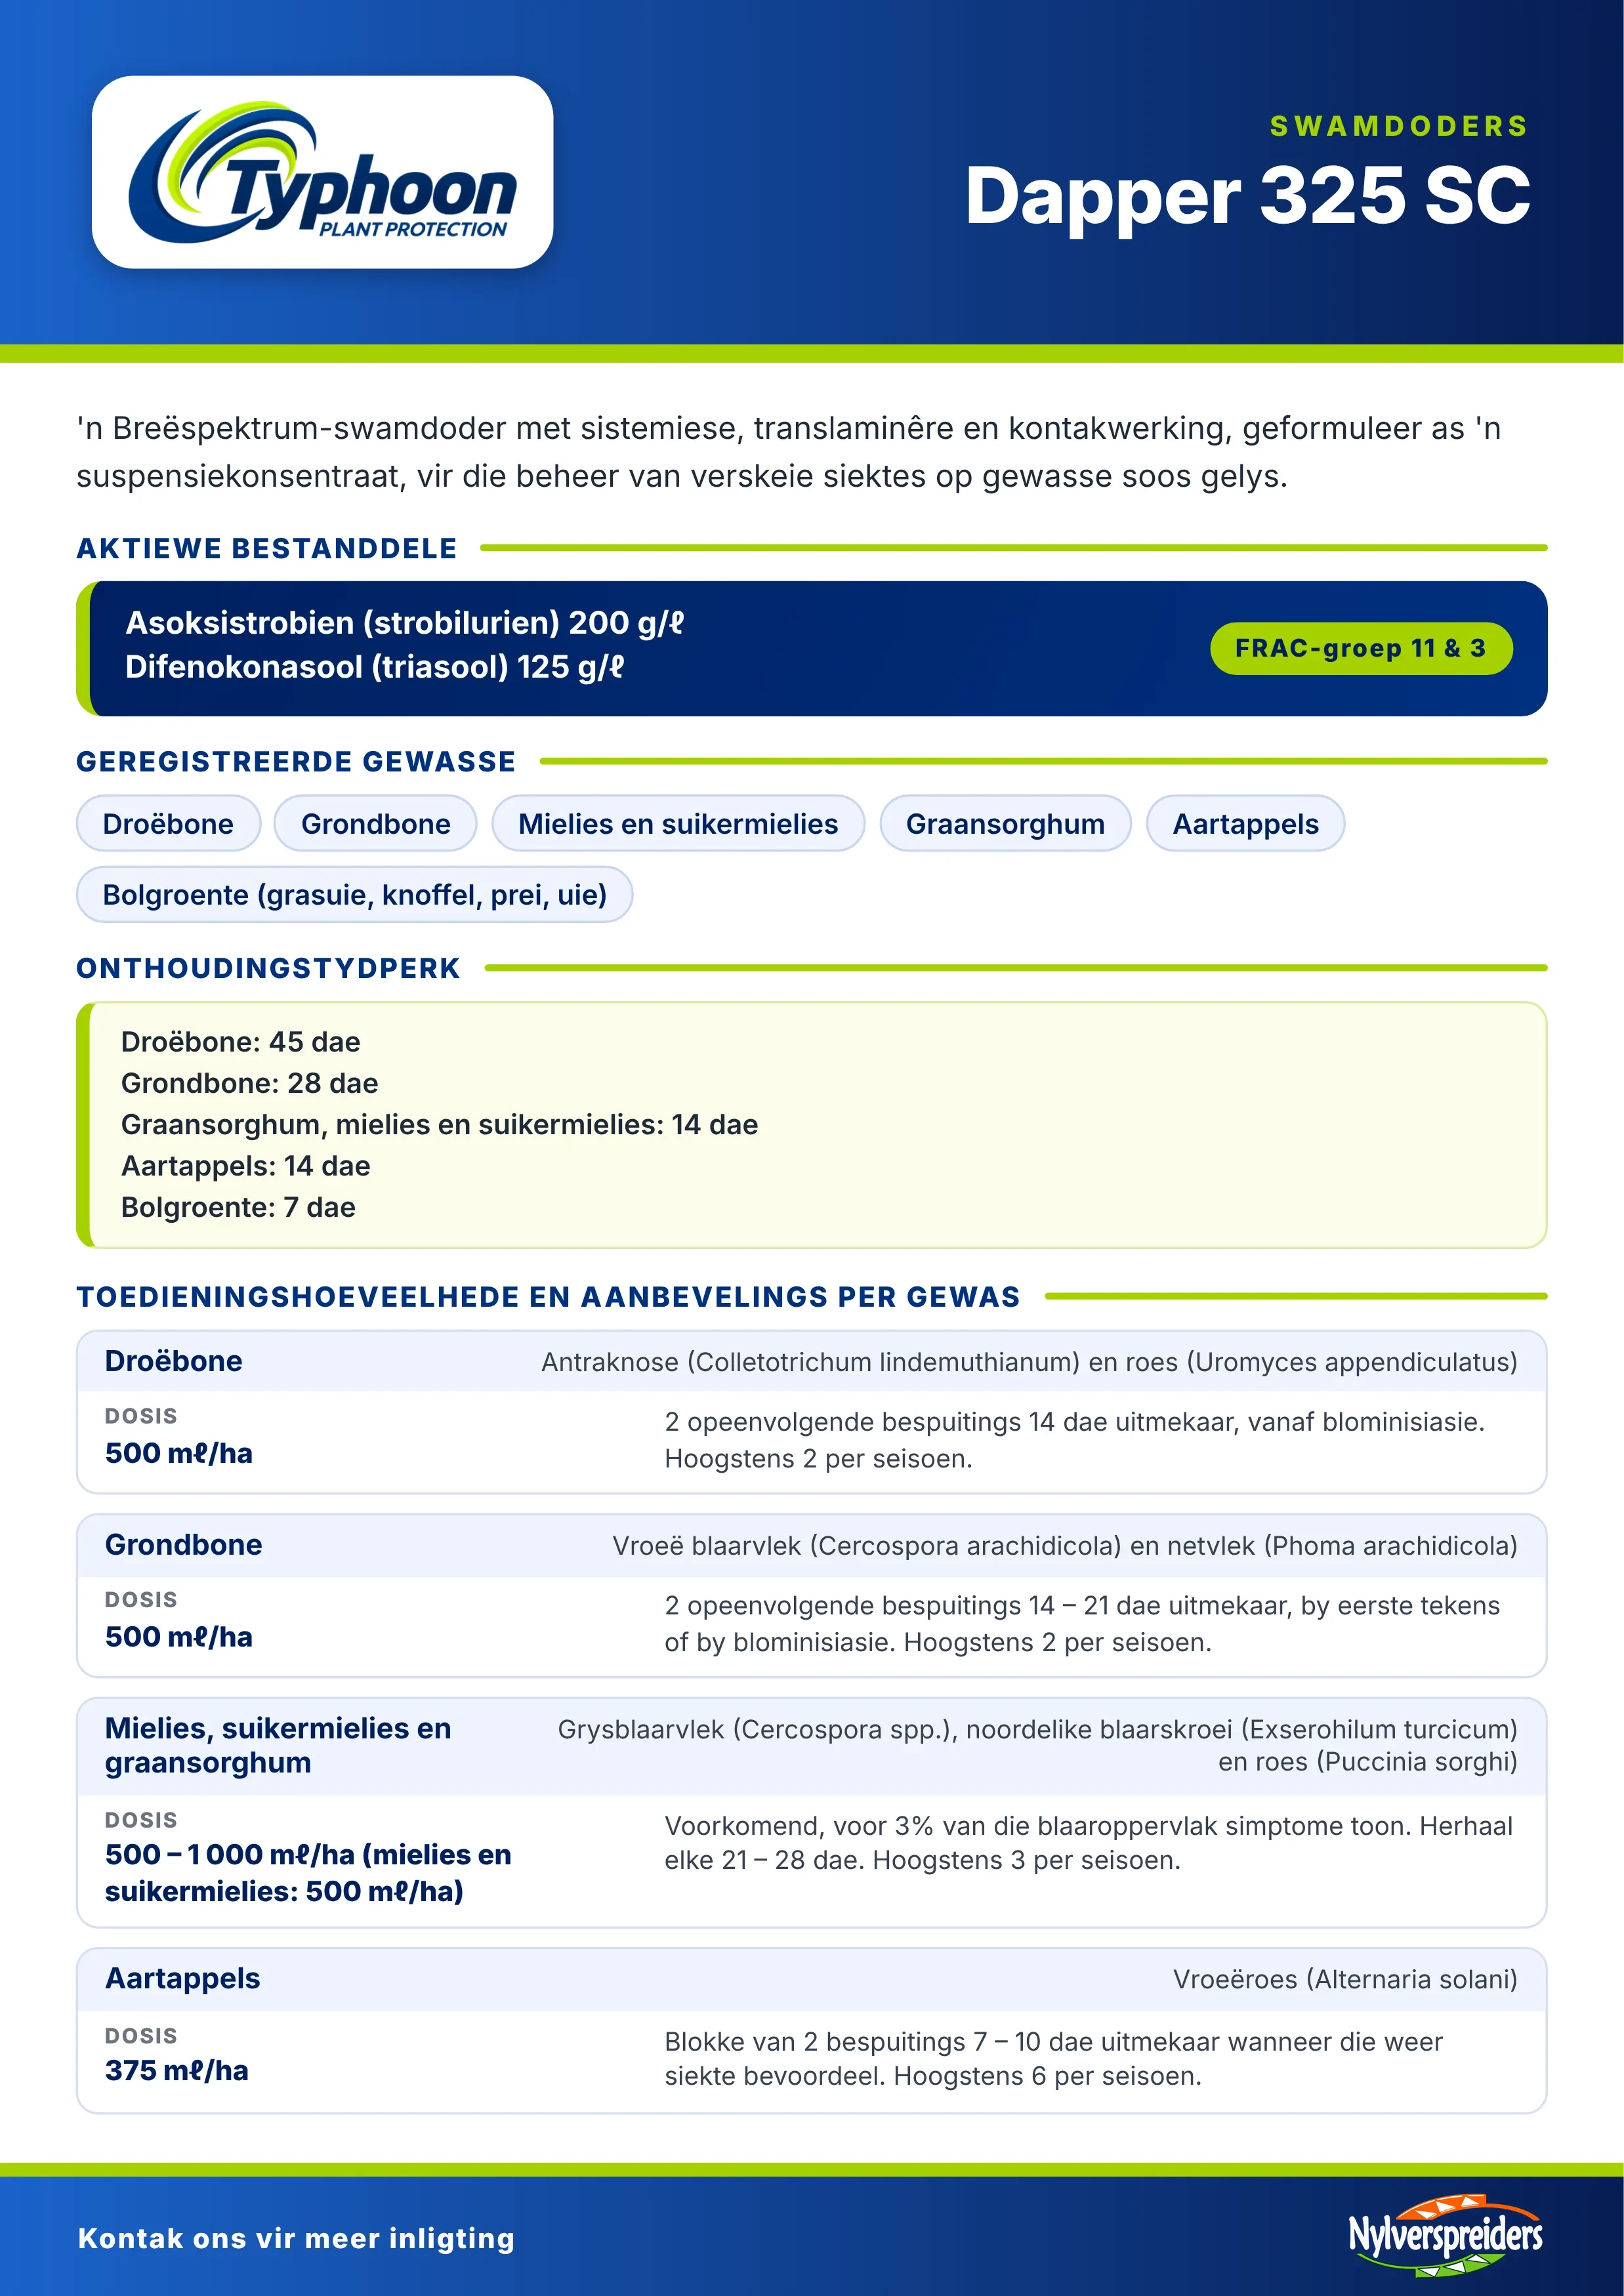 Typhoon
PLANT PROTECTION
SWAMDODERS
Dapper 325 SC
'n Breëspektrum-swamdoder met sistemiese, translaminêre en kontakwerking, geformuleer as 'n
suspensiekonsentraat, vir die beheer van verskeie siektes op gewasse soos gelys.
AKTIEWE BESTANDDELE
Asoksistrobien (strobilurien) 200 g/ℓ
Difenokonasool (triasool) 125 g/ℓ
FRAC-groep 11 & 3
GEREGISTREERDE GEWASSE
Droëbone
Grondbone
Mielies en suikermielies
Graansorghum
Aartappels
Bolgroente (grasuie, knoffel, prei, uie)
ONTHOUDINGSTYDPERK
Droëbone: 45 dae
Grondbone: 28 dae
Graansorghum, mielies en suikermielies: 14 dae
Aartappels: 14 dae
Bolgroente: 7 dae
TOEDIENINGSHOEVEELHEDE EN AANBEVELINGS PER GEWAS
Droëbone
Antraknose (Colletotrichum lindemuthianum) en roes (Uromyces appendiculatus)
DOSIS
500 mℓ/ha
2 opeenvolgende bespuitings 14 dae uitmekaar, vanaf blominisiasie.
Hoogstens 2 per seisoen.
Grondbone
Vroeë blaarvlek (Cercospora arachidicola) en netvlek (Phoma arachidicola)
DOSIS
500 mℓ/ha
2 opeenvolgende bespuitings 14 – 21 dae uitmekaar, by eerste tekens
of by blominisiasie. Hoogstens 2 per seisoen.
Mielies, suikermielies en
graansorghum
Grysblaarvlek (Cercospora spp.), noordelike blaarskroei (Exserohilum turcicum)
en roes (Puccinia sorghi)
DOSIS
500 – 1 000 mℓ/ha (mielies en
suikermielies: 500 mℓ/ha)
Voorkomend, voor 3% van die blaaroppervlak simptome toon. Herhaal
elke 21 – 28 dae. Hoogstens 3 per seisoen.
Aartappels
Vroeëroes (Alternaria solani)
DOSIS
375 mℓ/ha
Blokke van 2 bespuitings 7 – 10 dae uitmekaar wanneer die weer
siekte bevoordeel. Hoogstens 6 per seisoen.
Kontak ons vir meer inligting
Nylverspreiders